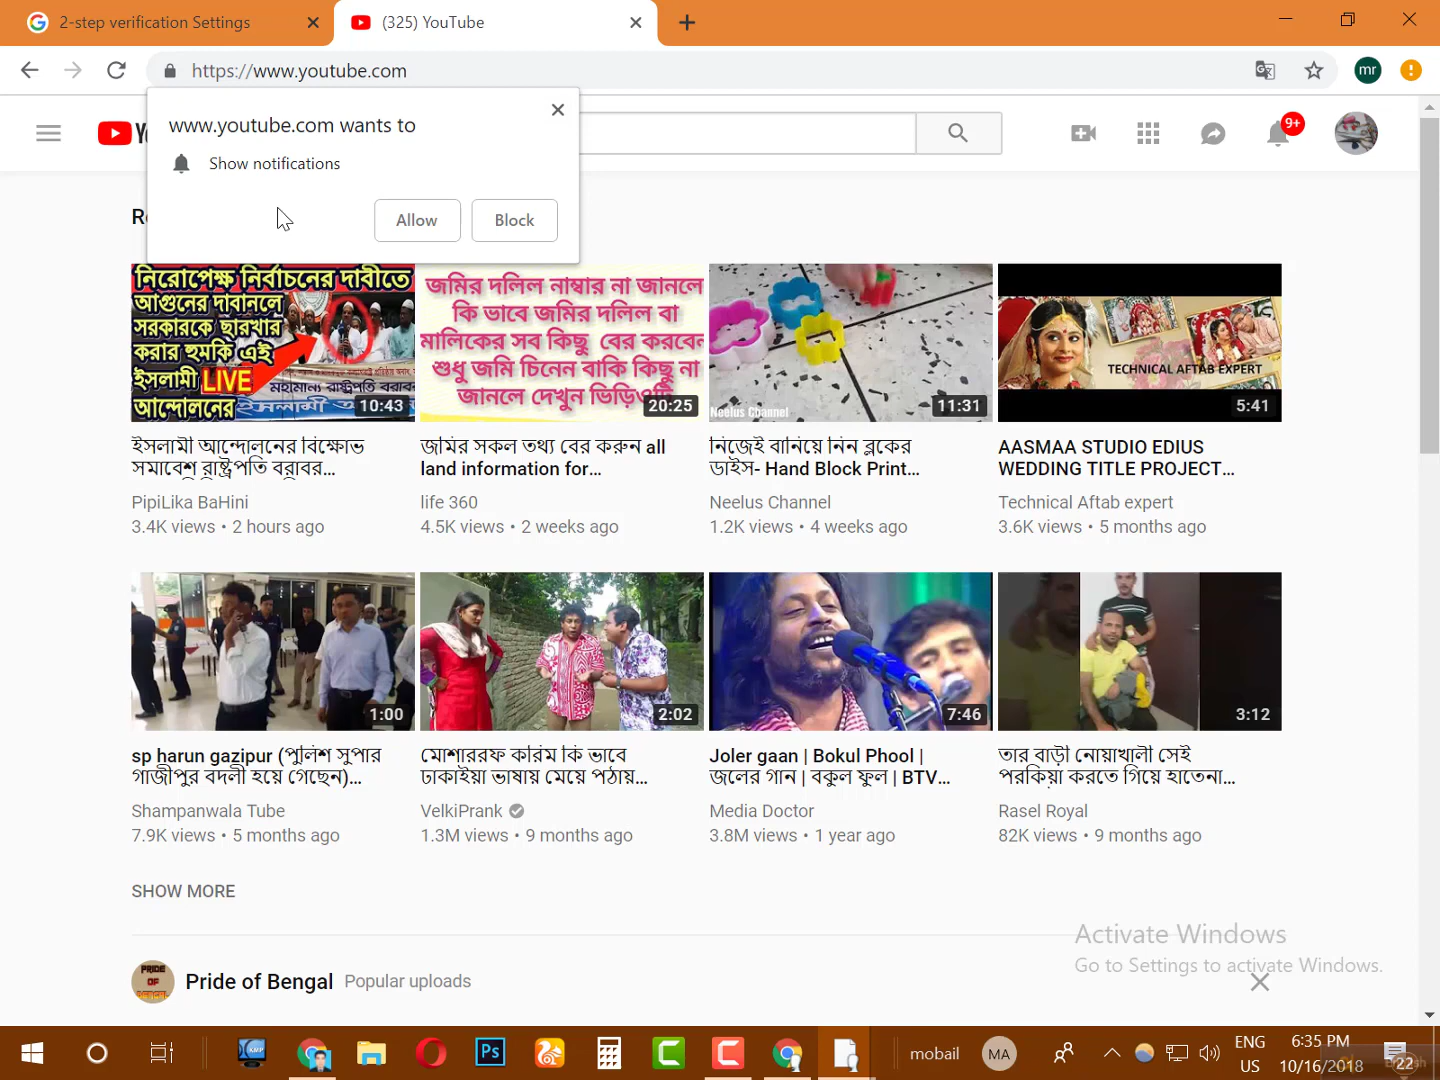 2-step verification Settings
(325) YouTube
https://www.youtube.com
mr
www.youtube.com wants to
Show notifications
Allow
Block
9+
নিরোপেক্ষ নির্বাচনের দাবীতে
আগুনের দাবানলে
সরকারকে ছারখার
করার হুমকি এই
ইসলামী LIVE
আন্দোলনের
মহামান্য রাষ্ট্রপতি বরাবর
10:43
জমির দলিল নাম্বার না জানলে
কি ভাবে জমির দলিল বা
মালিকের সব কিছু বের করবেন
শুধু জমি চিনেন বাকি কিছু না
জানলে দেখুন ভিডিওটি
20:25
Neelus Channel
11:31
TECHNICAL AFTAB EXPERT
5:41
ইসলামী আন্দোলনের বিক্ষোভ
সমাবেশ রাষ্ট্রপতি বরাবর...
PipiLika BaHini
3.4K views • 2 hours ago
জমির সকল তথ্য বের করুন all
land information for...
life 360
4.5K views • 2 weeks ago
নিজেই বানিয়ে নিন ব্লকের
ডাইস- Hand Block Print...
Neelus Channel
1.2K views • 4 weeks ago
AASMAA STUDIO EDIUS
WEDDING TITLE PROJECT...
Technical Aftab expert
3.6K views • 5 months ago
1:00
2:02
7:46
3:12
sp harun gazipur (পুলিশ সুপার
গাজীপুর বদলী হয়ে গেছেন)...
Shampanwala Tube
7.9K views • 5 months ago
মোশাররফ করিম কি ভাবে
ঢাকাইয়া ভাষায় মেয়ে পঠায়...
VelkiPrank
1.3M views • 9 months ago
Joler gaan | Bokul Phool |
জলের গান | বকুল ফুল | BTV...
Media Doctor
3.8M views • 1 year ago
তার বাড়ী নোয়াখালী সেই
পরকিয়া করতে গিয়ে হাতেনা...
Rasel Royal
82K views • 9 months ago
SHOW MORE
Activate Windows
Go to Settings to activate Windows.
PRIDE
OF
Pride of Bengal Popular uploads
KMP
Ps
mobail
MA
ENG
US
6:35 PM
10/16/2018
22